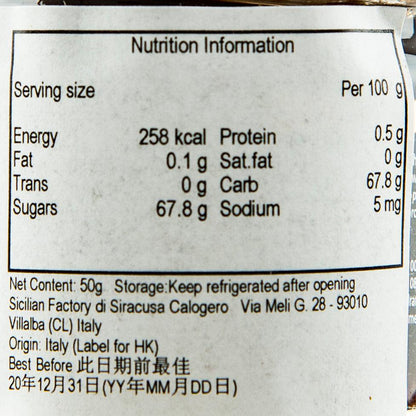 Nutrition Information
Serving size Per 100 g
Energy 258 kcal Protein 0.5 g
Fat 0.1 g Sat.fat 0 g
Trans 0 g Carb 67.8 g
Sugars 67.8 g Sodium 5 mg
Net Content: 50g Storage:Keep refrigerated after opening
Sicilian Factory di Siracusa Calogero Via Meli G. 28 - 93010
Villalba (CL) Italy
Origin: Italy (Label for HK)
Best Before 此日期前最佳
20年12月31日(YY年MM月DD日)